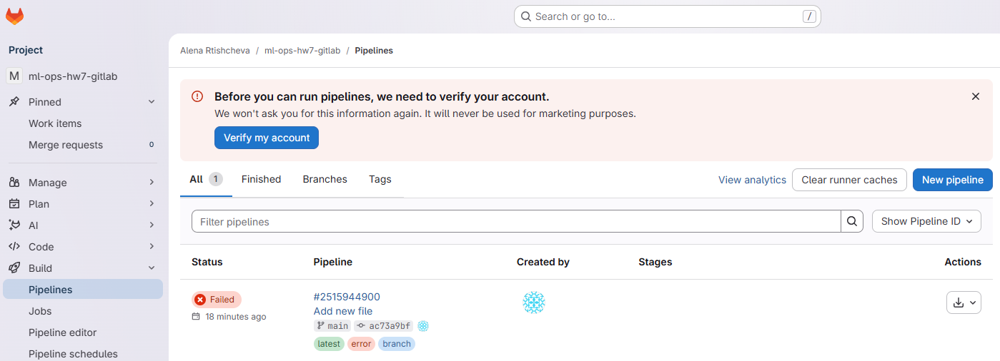 Search or go to...
/
Project
M ml-ops-hw7-gitlab
Pinned
Work items
Merge requests 0
Manage
Plan
AI
Code
Build
Pipelines
Jobs
Pipeline editor
Pipeline schedules
Alena Rtishcheva / ml-ops-hw7-gitlab / Pipelines
Before you can run pipelines, we need to verify your account.
We won't ask you for this information again. It will never be used for marketing purposes.
Verify my account
All 1 Finished Branches Tags
View analytics Clear runner caches New pipeline
Filter pipelines
Show Pipeline ID
Status Pipeline Created by Stages Actions
Failed
18 minutes ago
#2515944900
Add new file
main ac73a9bf
latest error branch